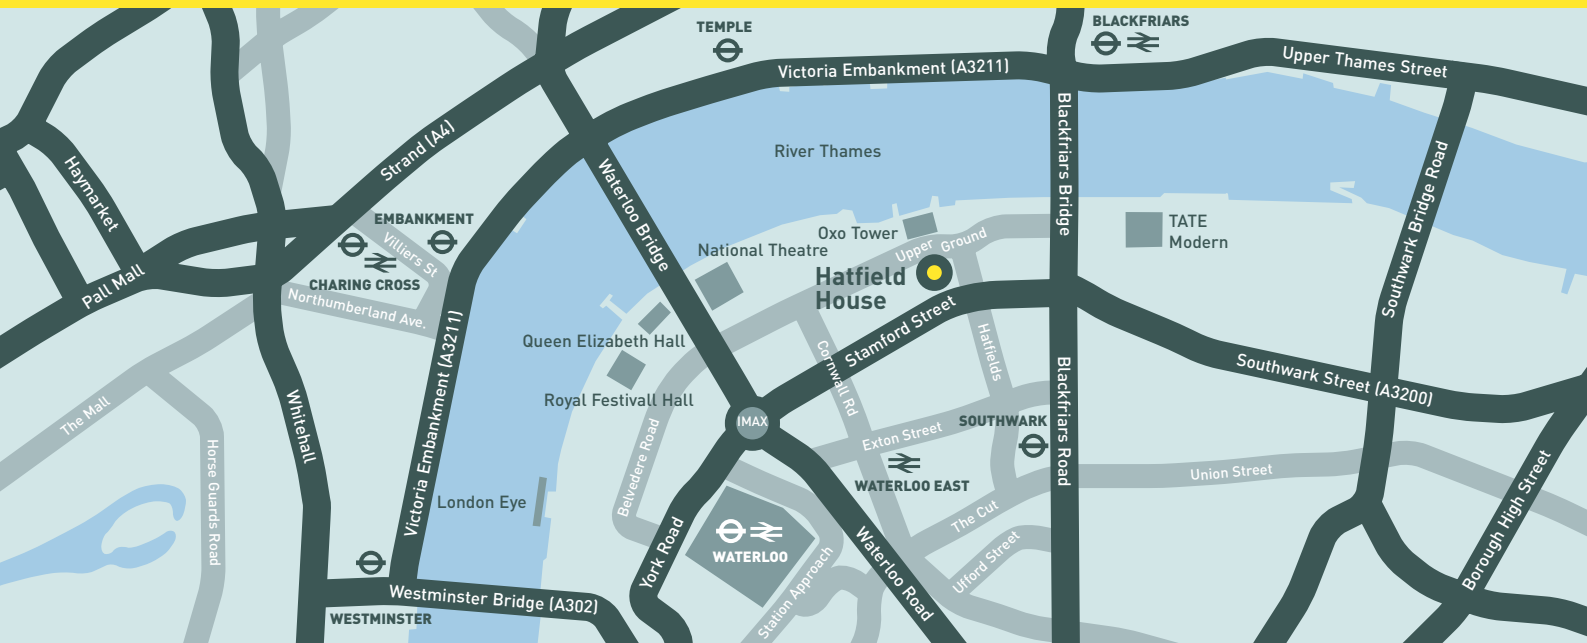 BLACKFRIARS
TEMPLE
Upper Thames Street
Victoria Embankment (A3211)
Strand (A4)
River Thames
Blackfriars Bridge
Haymarket
Waterloo Bridge
Southwark Bridge Road
EMBANKMENT
Villiers St
TATE
Modern
Oxo Tower
Upper Ground
National Theatre
Hatfield
House
Pall Mall
CHARING CROSS
Northumberland Ave.
Victoria Embankment (A3211)
Queen Elizabeth Hall
Stamford Street
Hatfields
Cornwall Rd
Southwark Street (A3200)
Royal Festivall Hall
The Mall
Whitehall
IMAX
Blackfriars Road
SOUTHWARK
Exton Street
Horse Guards Road
Belvedere Road
WATERLOO EAST
Union Street
London Eye
The Cut
York Road
WATERLOO
Waterloo Road
Ufford Street
Borough High Street
Station Approach
Westminster Bridge (A302)
WESTMINSTER